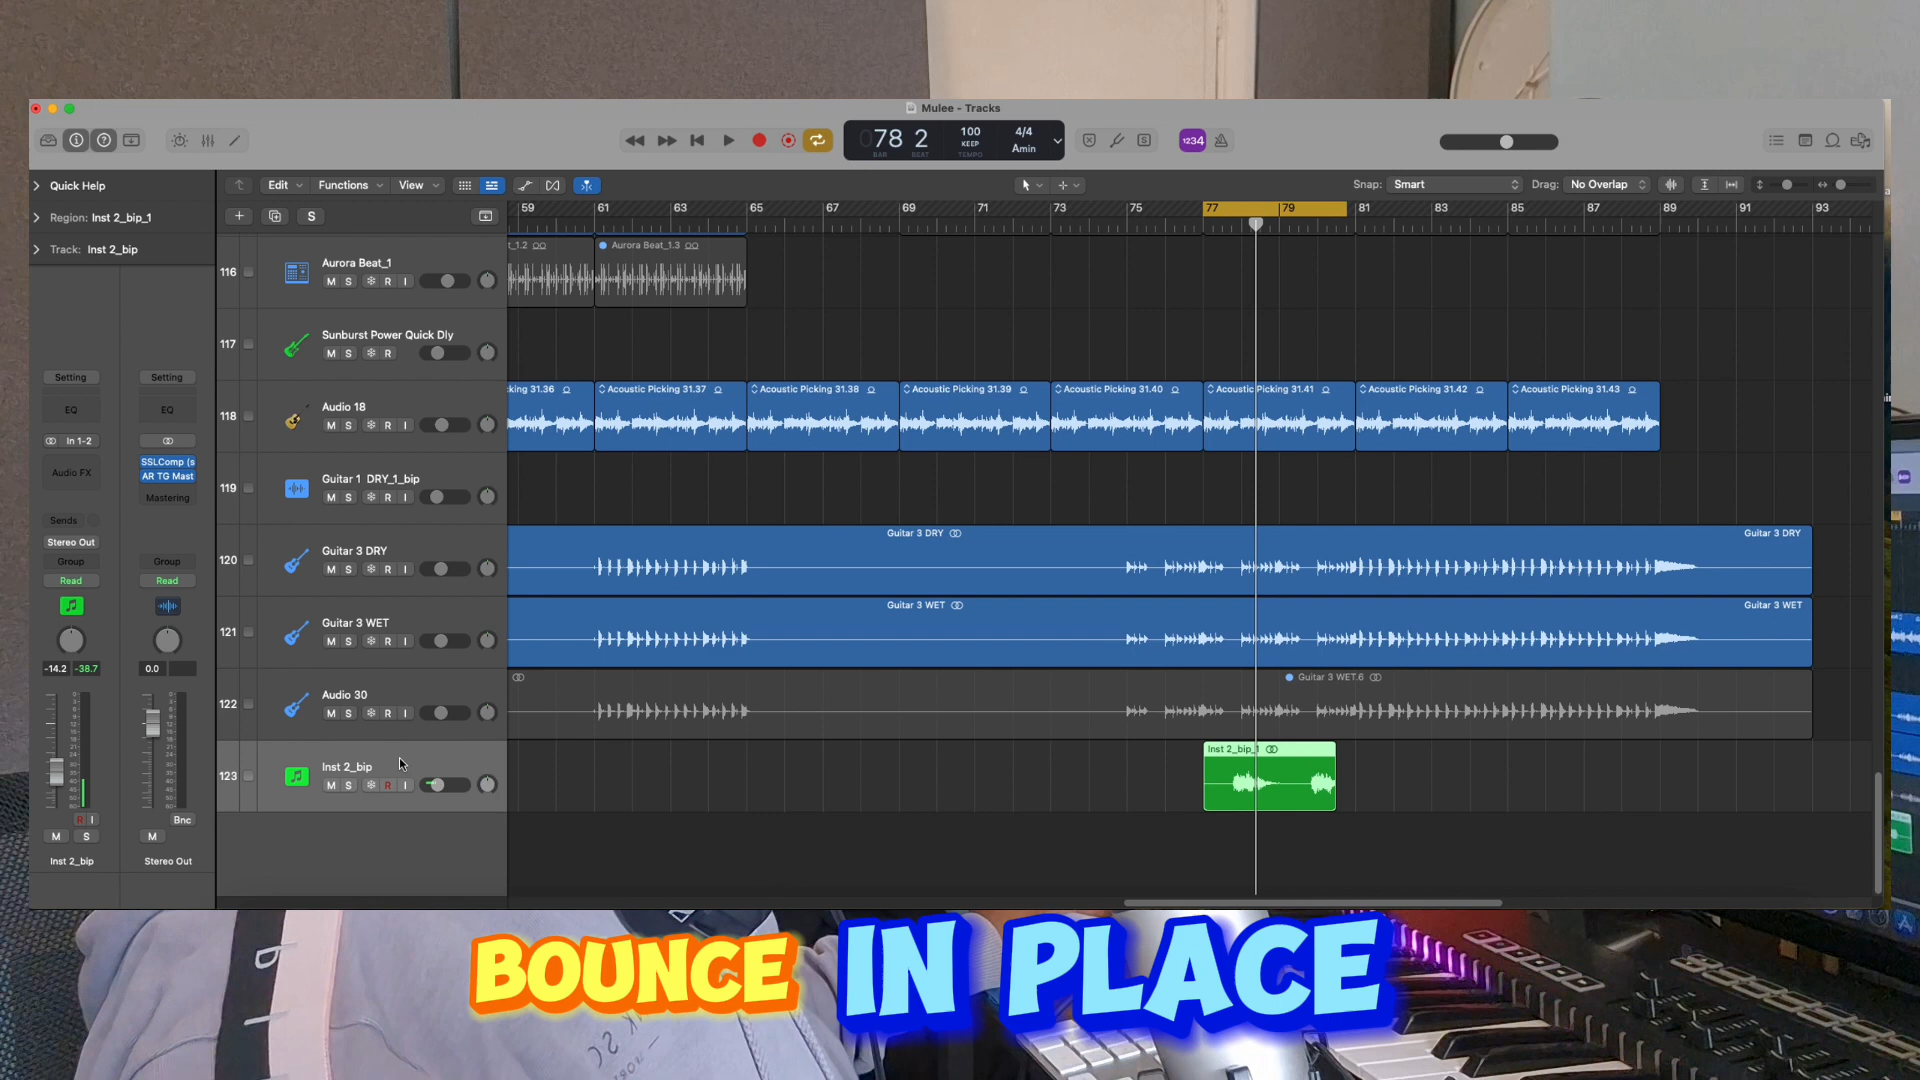 Mulee - Tracks
078 2
BAR BEAT
100
KEEP
TEMPO
4/4
Amin
S
1234
Quick Help
Region: Inst 2_bip_1
Track: Inst 2_bip
Edit Functions View
Snap: Smart
Drag: No Overlap
S
59 61 63 65 67 69 71 73 75 77 79 81 83 85 87 89 91 93
116 Aurora Beat_1
M S R I
t_1.2
Aurora Beat_1.3
117 Sunburst Power Quick Dly
M S R
118 Audio 18
M S R I
king 31.36
Acoustic Picking 31.37
Acoustic Picking 31.38
Acoustic Picking 31.39
Acoustic Picking 31.40
Acoustic Picking 31.41
Acoustic Picking 31.42
Acoustic Picking 31.43
119 Guitar 1 DRY_1_bip
M S R I
120 Guitar 3 DRY
M S R I
Guitar 3 DRY
Guitar 3 DRY
121 Guitar 3 WET
M S R I
Guitar 3 WET
Guitar 3 WET
122 Audio 30
M S R I
Guitar 3 WET.6
123 Inst 2_bip
M S R I
Inst 2_bip_1
Setting
EQ
In 1-2
Audio FX
Sends
Stereo Out
Group
Read
-14.2 -38.7
R I
M S
Inst 2_bip
Setting
EQ
SSLComp (s
AR TG Mast
Mastering
Group
Read
0.0
Bnc
M
Stereo Out
BOUNCE IN PLACE